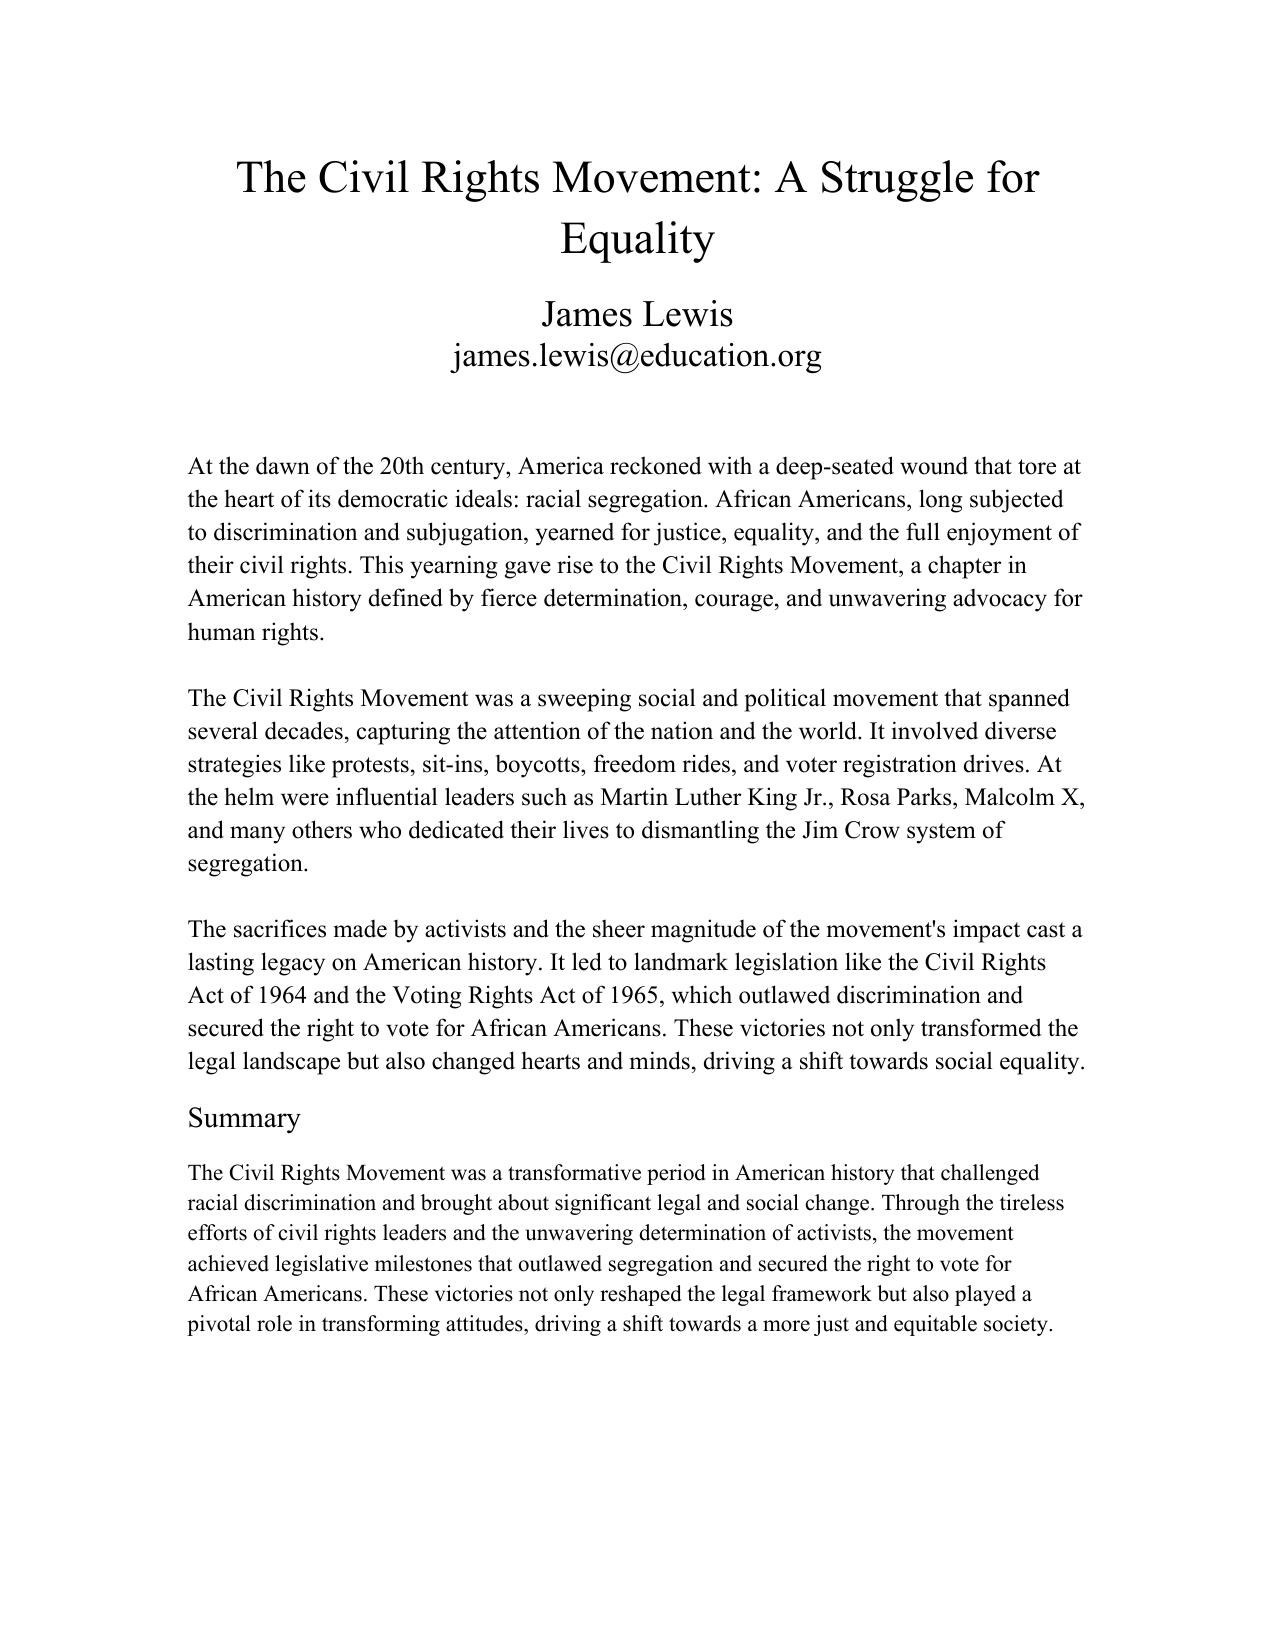 The Civil Rights Movement: A Struggle for
Equality
James Lewis
james.lewis@education.org
At the dawn of the 20th century, America reckoned with a deep-seated wound that tore at
the heart of its democratic ideals: racial segregation. African Americans, long subjected
to discrimination and subjugation, yearned for justice, equality, and the full enjoyment of
their civil rights. This yearning gave rise to the Civil Rights Movement, a chapter in
American history defined by fierce determination, courage, and unwavering advocacy for
human rights.
The Civil Rights Movement was a sweeping social and political movement that spanned
several decades, capturing the attention of the nation and the world. It involved diverse
strategies like protests, sit-ins, boycotts, freedom rides, and voter registration drives. At
the helm were influential leaders such as Martin Luther King Jr., Rosa Parks, Malcolm X,
and many others who dedicated their lives to dismantling the Jim Crow system of
segregation.
The sacrifices made by activists and the sheer magnitude of the movement's impact cast a
lasting legacy on American history. It led to landmark legislation like the Civil Rights
Act of 1964 and the Voting Rights Act of 1965, which outlawed discrimination and
secured the right to vote for African Americans. These victories not only transformed the
legal landscape but also changed hearts and minds, driving a shift towards social equality.
Summary
The Civil Rights Movement was a transformative period in American history that challenged
racial discrimination and brought about significant legal and social change. Through the tireless
efforts of civil rights leaders and the unwavering determination of activists, the movement
achieved legislative milestones that outlawed segregation and secured the right to vote for
African Americans. These victories not only reshaped the legal framework but also played a
pivotal role in transforming attitudes, driving a shift towards a more just and equitable society.